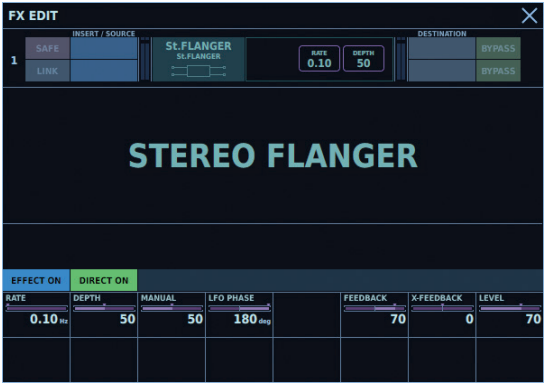 FX EDIT
INSERT / SOURCE
DESTINATION
1
SAFE
LINK
St.FLANGER
St.FLANGER
RATE
0.10
DEPTH
50
BYPASS
BYPASS
STEREO FLANGER
EFFECT ON
DIRECT ON
RATE
0.10 Hz
DEPTH
50
MANUAL
50
LFO PHASE
180 deg
FEEDBACK
70
X-FEEDBACK
0
LEVEL
70